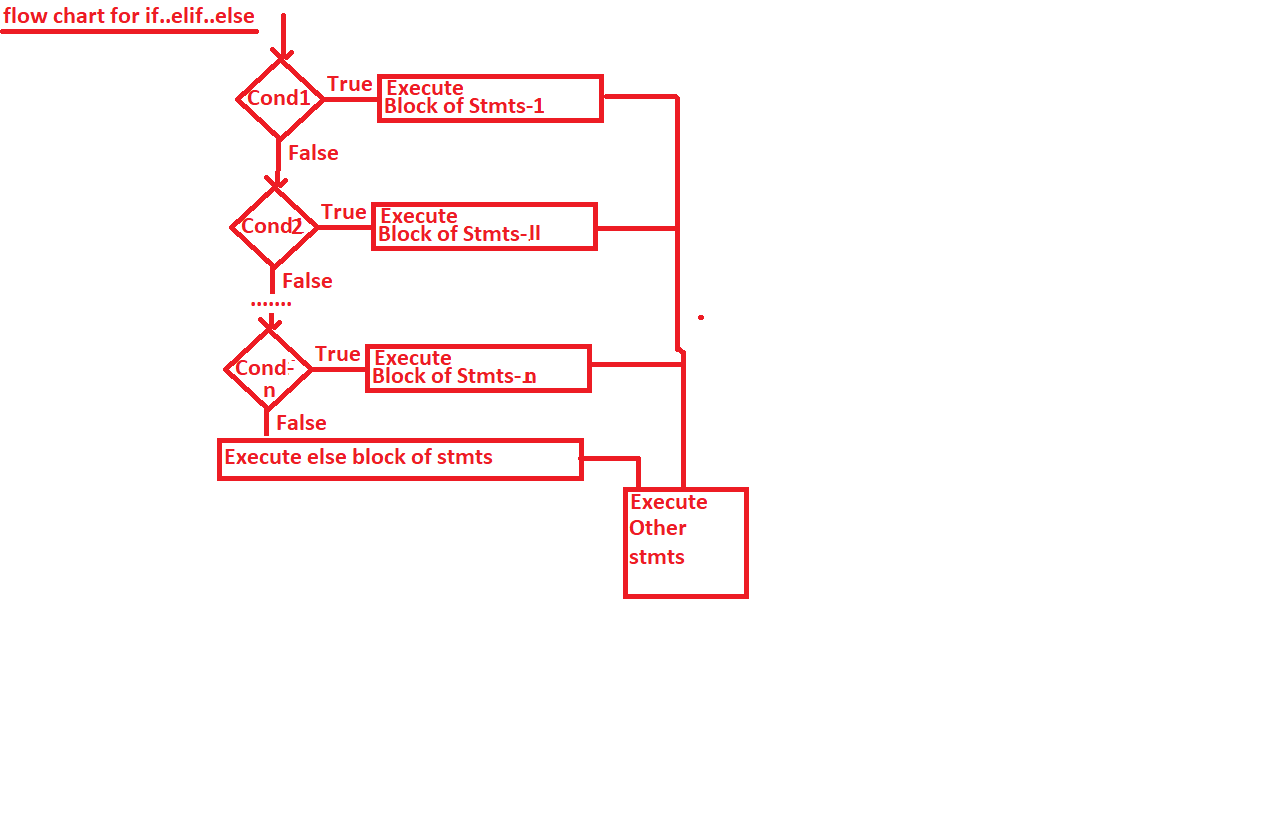 flow chart for if..elif..else
Cond1
True
Execute
Block of Stmts-1
False
Cond2
True
Execute
Block of Stmts-II
False
.......
Cond-
n
True
Execute
Block of Stmts-n
False
Execute else block of stmts
Execute
Other
stmts